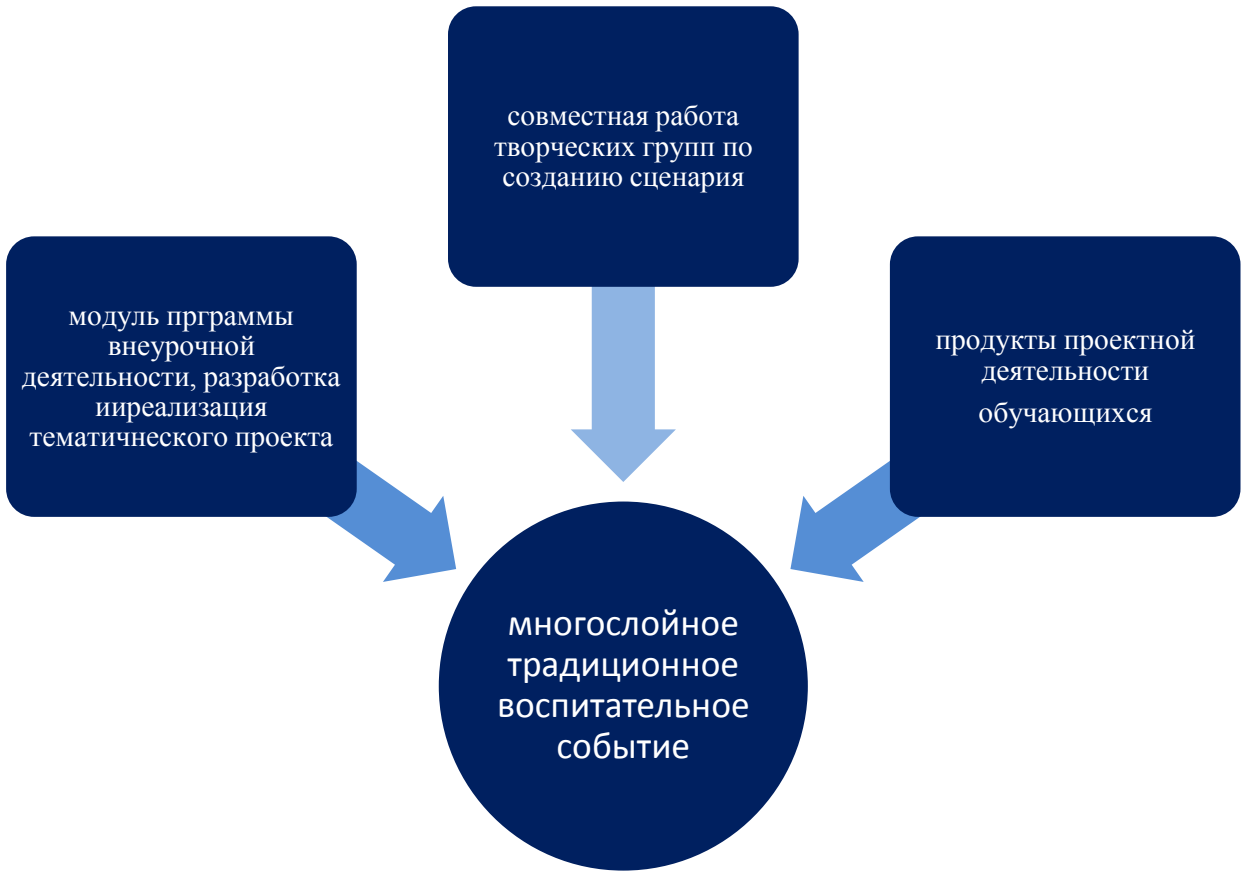 совместная работа
творческих групп по
созданию сценария
модуль прграммы
внеурочной
деятельности, разработка
ииреализация
тематичнеского проекта
продукты проектной
деятельности
обучающихся
многослойное
традиционное
воспитательное
событие